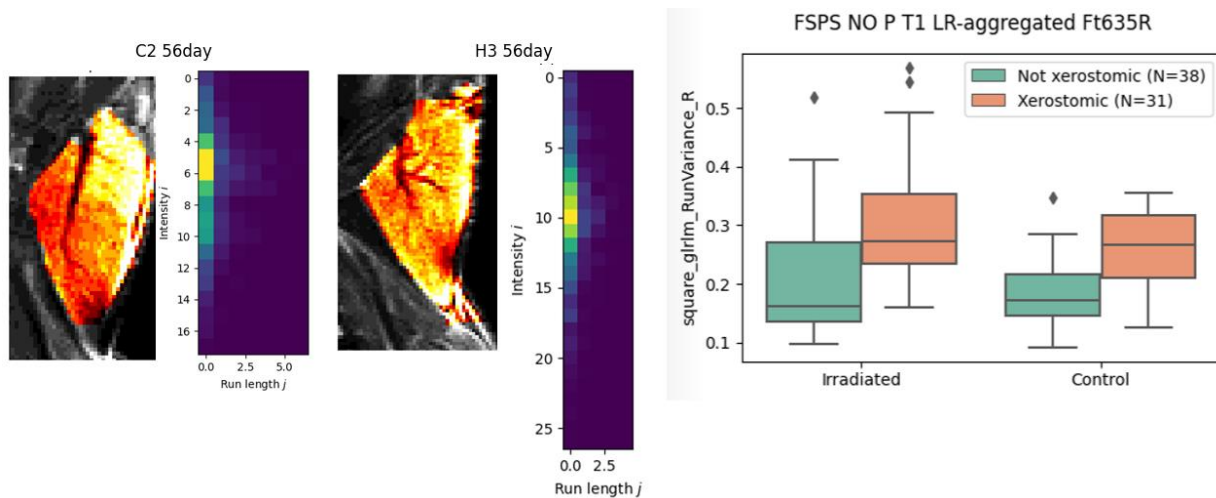 C2 56day
0
2
4
6
8
10
12
14
16
Intensity i
0.0 2.5 5.0
Run length j
H3 56day
0
5
10
15
20
25
Intensity i
0.0 2.5
Run length j
FSPS NO P T1 LR-aggregated Ft635R
Not xerostomic (N=38)
Xerostomic (N=31)
square_glrlm_RunVariance_R
0.5
0.4
0.3
0.2
0.1
Irradiated Control